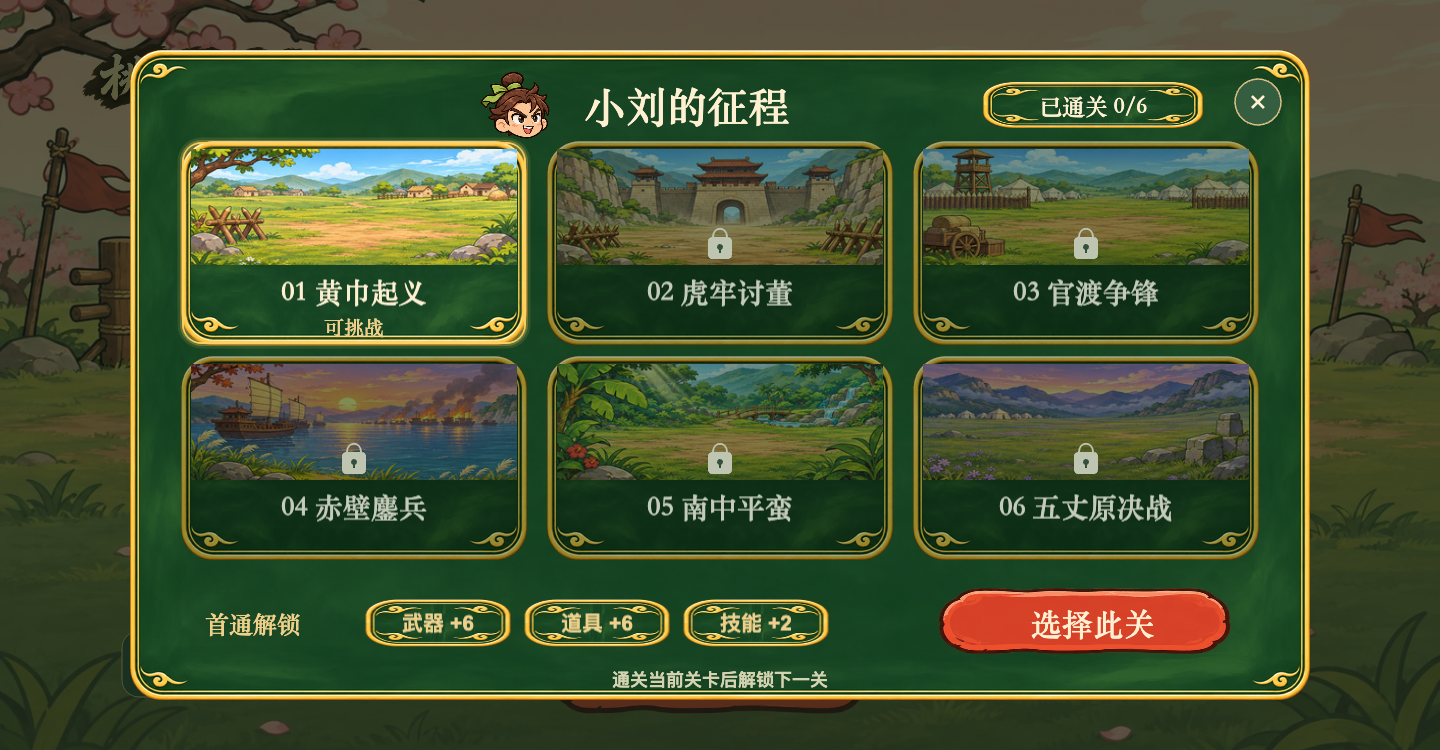 小刘的征程
已通关 0/6
01 黄巾起义
可挑战
02 虎牢讨董
03 官渡争锋
04 赤壁鏖兵
05 南中平蛮
06 五丈原决战
首通解锁
武器 +6
道具 +6
技能 +2
选择此关
通关当前关卡后解锁下一关